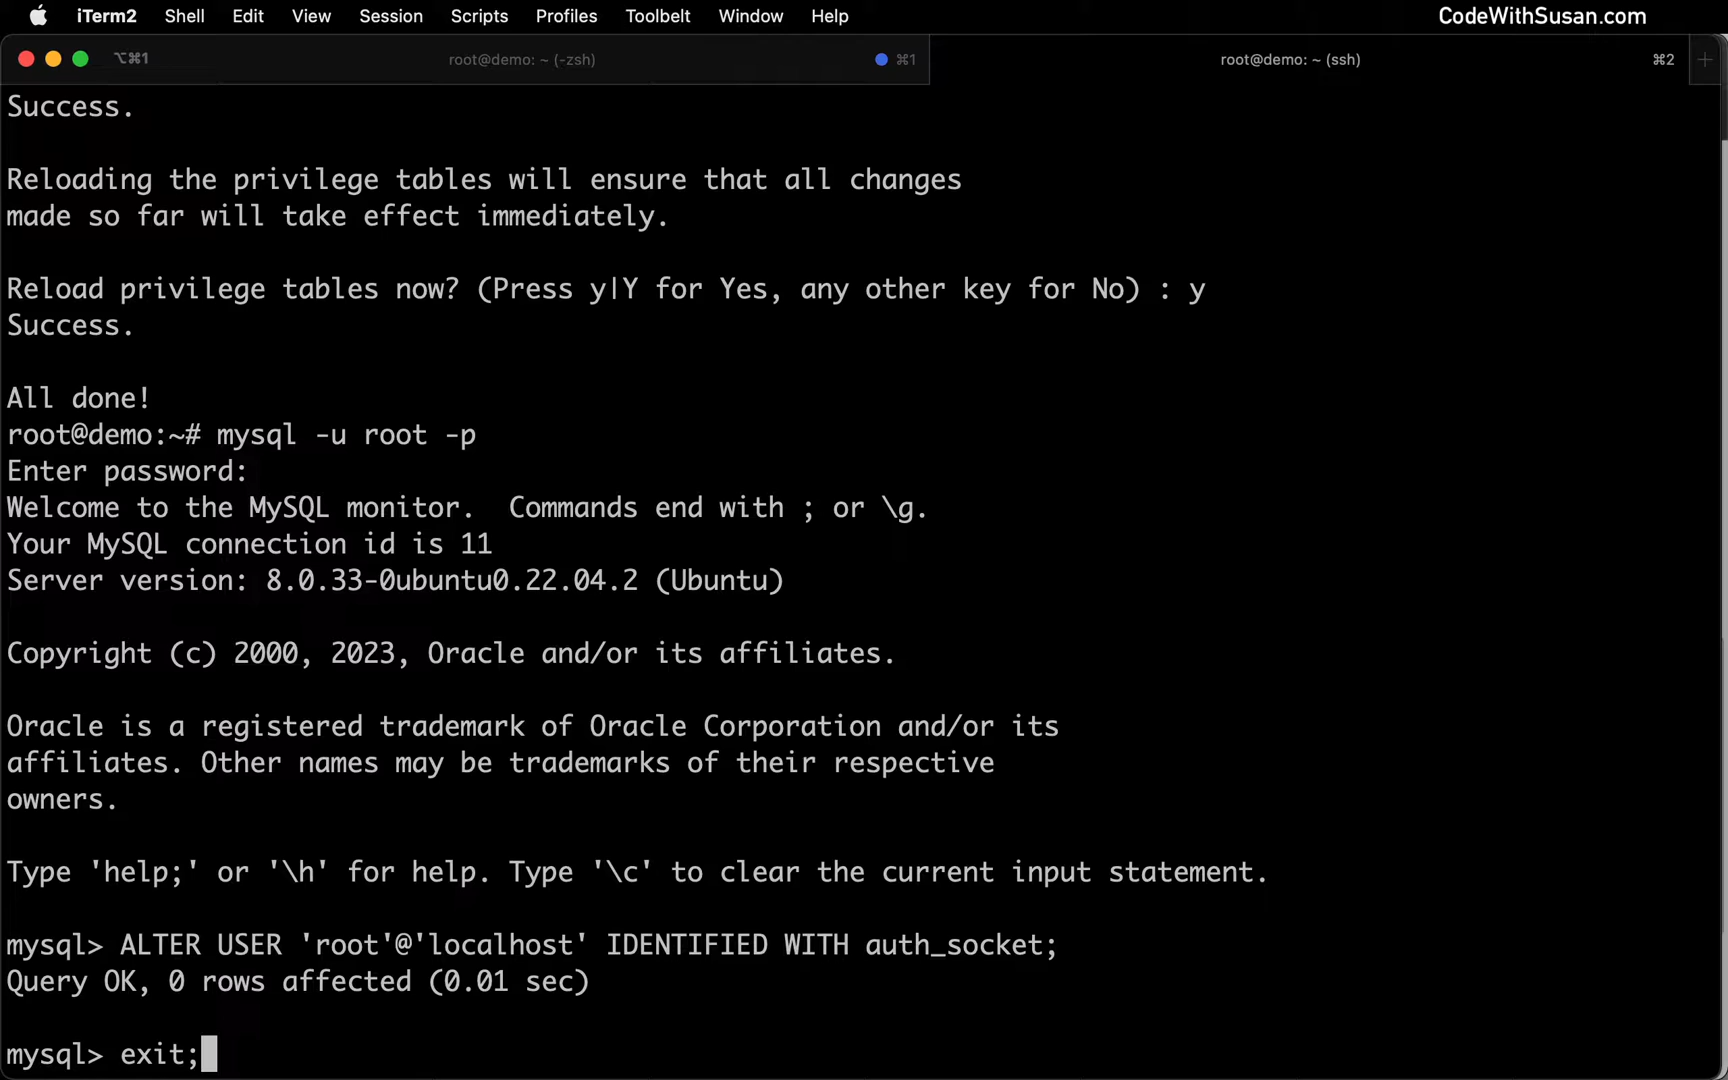 iTerm2 Shell Edit View Session Scripts Profiles Toolbelt Window Help CodeWithSusan.com
⌥⌘1 root@demo: ~ (-zsh) ⌘1 root@demo: ~ (ssh) ⌘2 +
Success.
Reloading the privilege tables will ensure that all changes
made so far will take effect immediately.
Reload privilege tables now? (Press y|Y for Yes, any other key for No) : y
Success.
All done!
root@demo:~# mysql -u root -p
Enter password:
Welcome to the MySQL monitor.  Commands end with ; or \g.
Your MySQL connection id is 11
Server version: 8.0.33-0ubuntu0.22.04.2 (Ubuntu)
Copyright (c) 2000, 2023, Oracle and/or its affiliates.
Oracle is a registered trademark of Oracle Corporation and/or its
affiliates. Other names may be trademarks of their respective
owners.
Type 'help;' or '\h' for help. Type '\c' to clear the current input statement.
mysql> ALTER USER 'root'@'localhost' IDENTIFIED WITH auth_socket;
Query OK, 0 rows affected (0.01 sec)
mysql> exit;